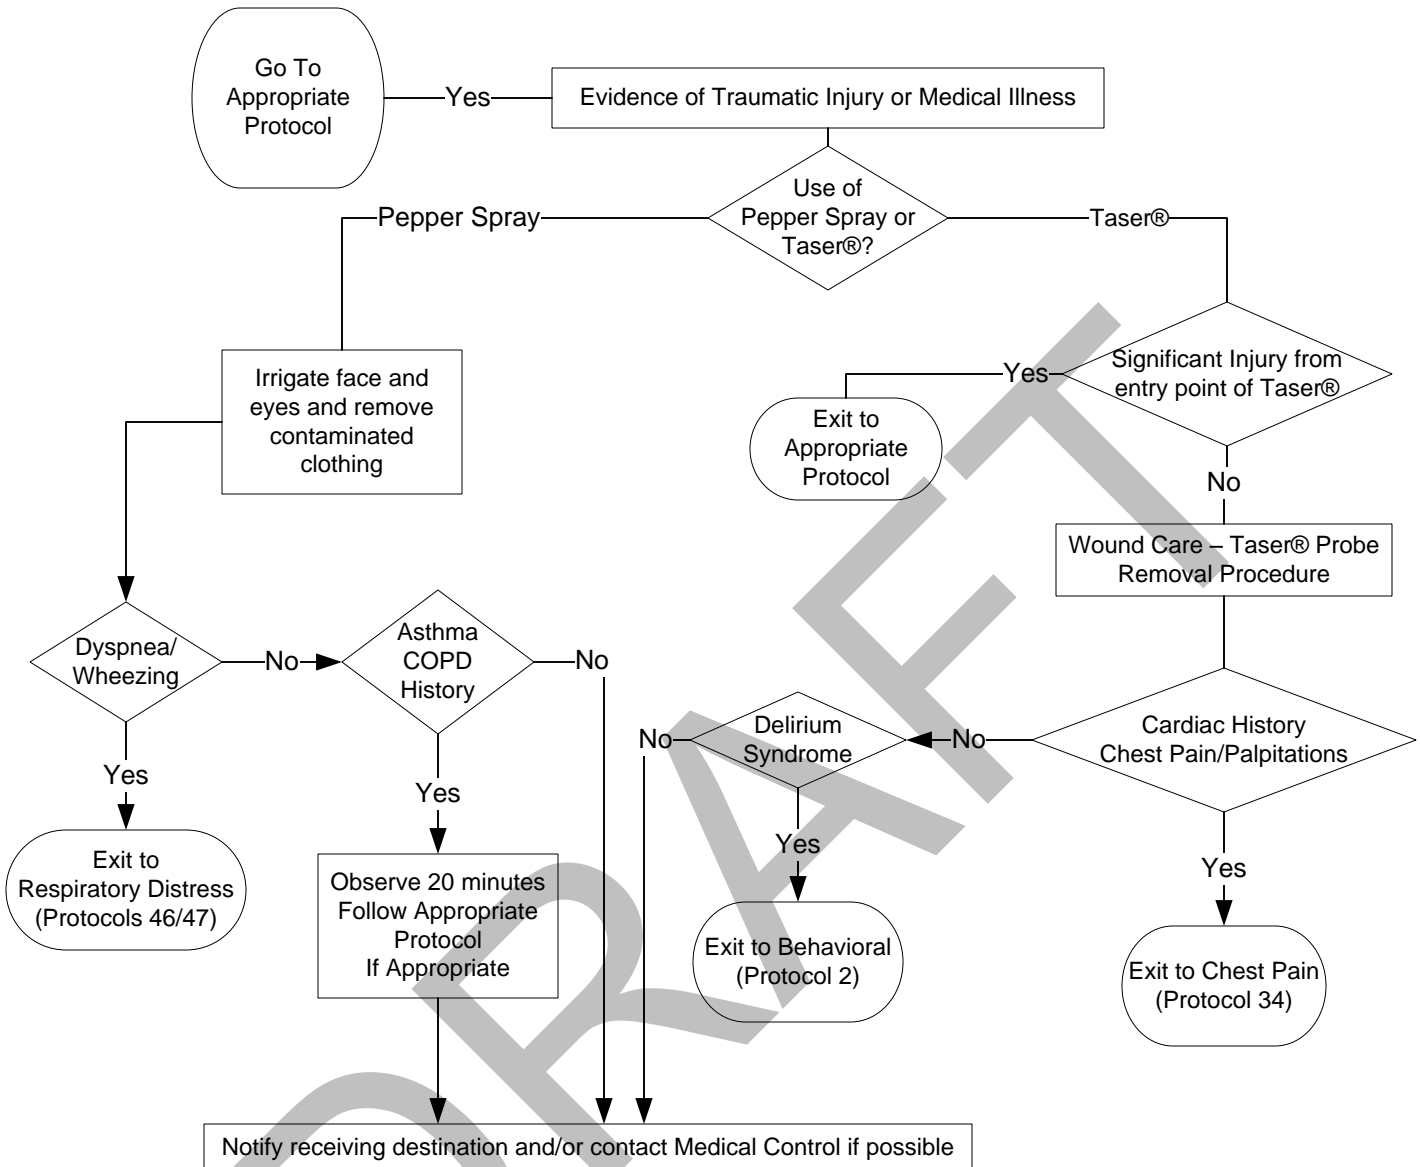 Go To
Appropriate
Protocol
Yes
Evidence of Traumatic Injury or Medical Illness
Use of
Pepper Spray or
Taser®?
Pepper Spray
Taser®
Irrigate face and
eyes and remove
contaminated
clothing
Significant Injury from
entry point of Taser®
Yes
Exit to
Appropriate
Protocol
No
Wound Care – Taser® Probe
Removal Procedure
Dyspnea/
Wheezing
No
Asthma
COPD
History
No
Delirium
Syndrome
No
No
Cardiac History
Chest Pain/Palpitations
Yes
Yes
Yes
Yes
Exit to
Respiratory Distress
(Protocols 46/47)
Observe 20 minutes
Follow Appropriate
Protocol
If Appropriate
Exit to Behavioral
(Protocol 2)
Exit to Chest Pain
(Protocol 34)
Notify receiving destination and/or contact Medical Control if possible
DRAFT